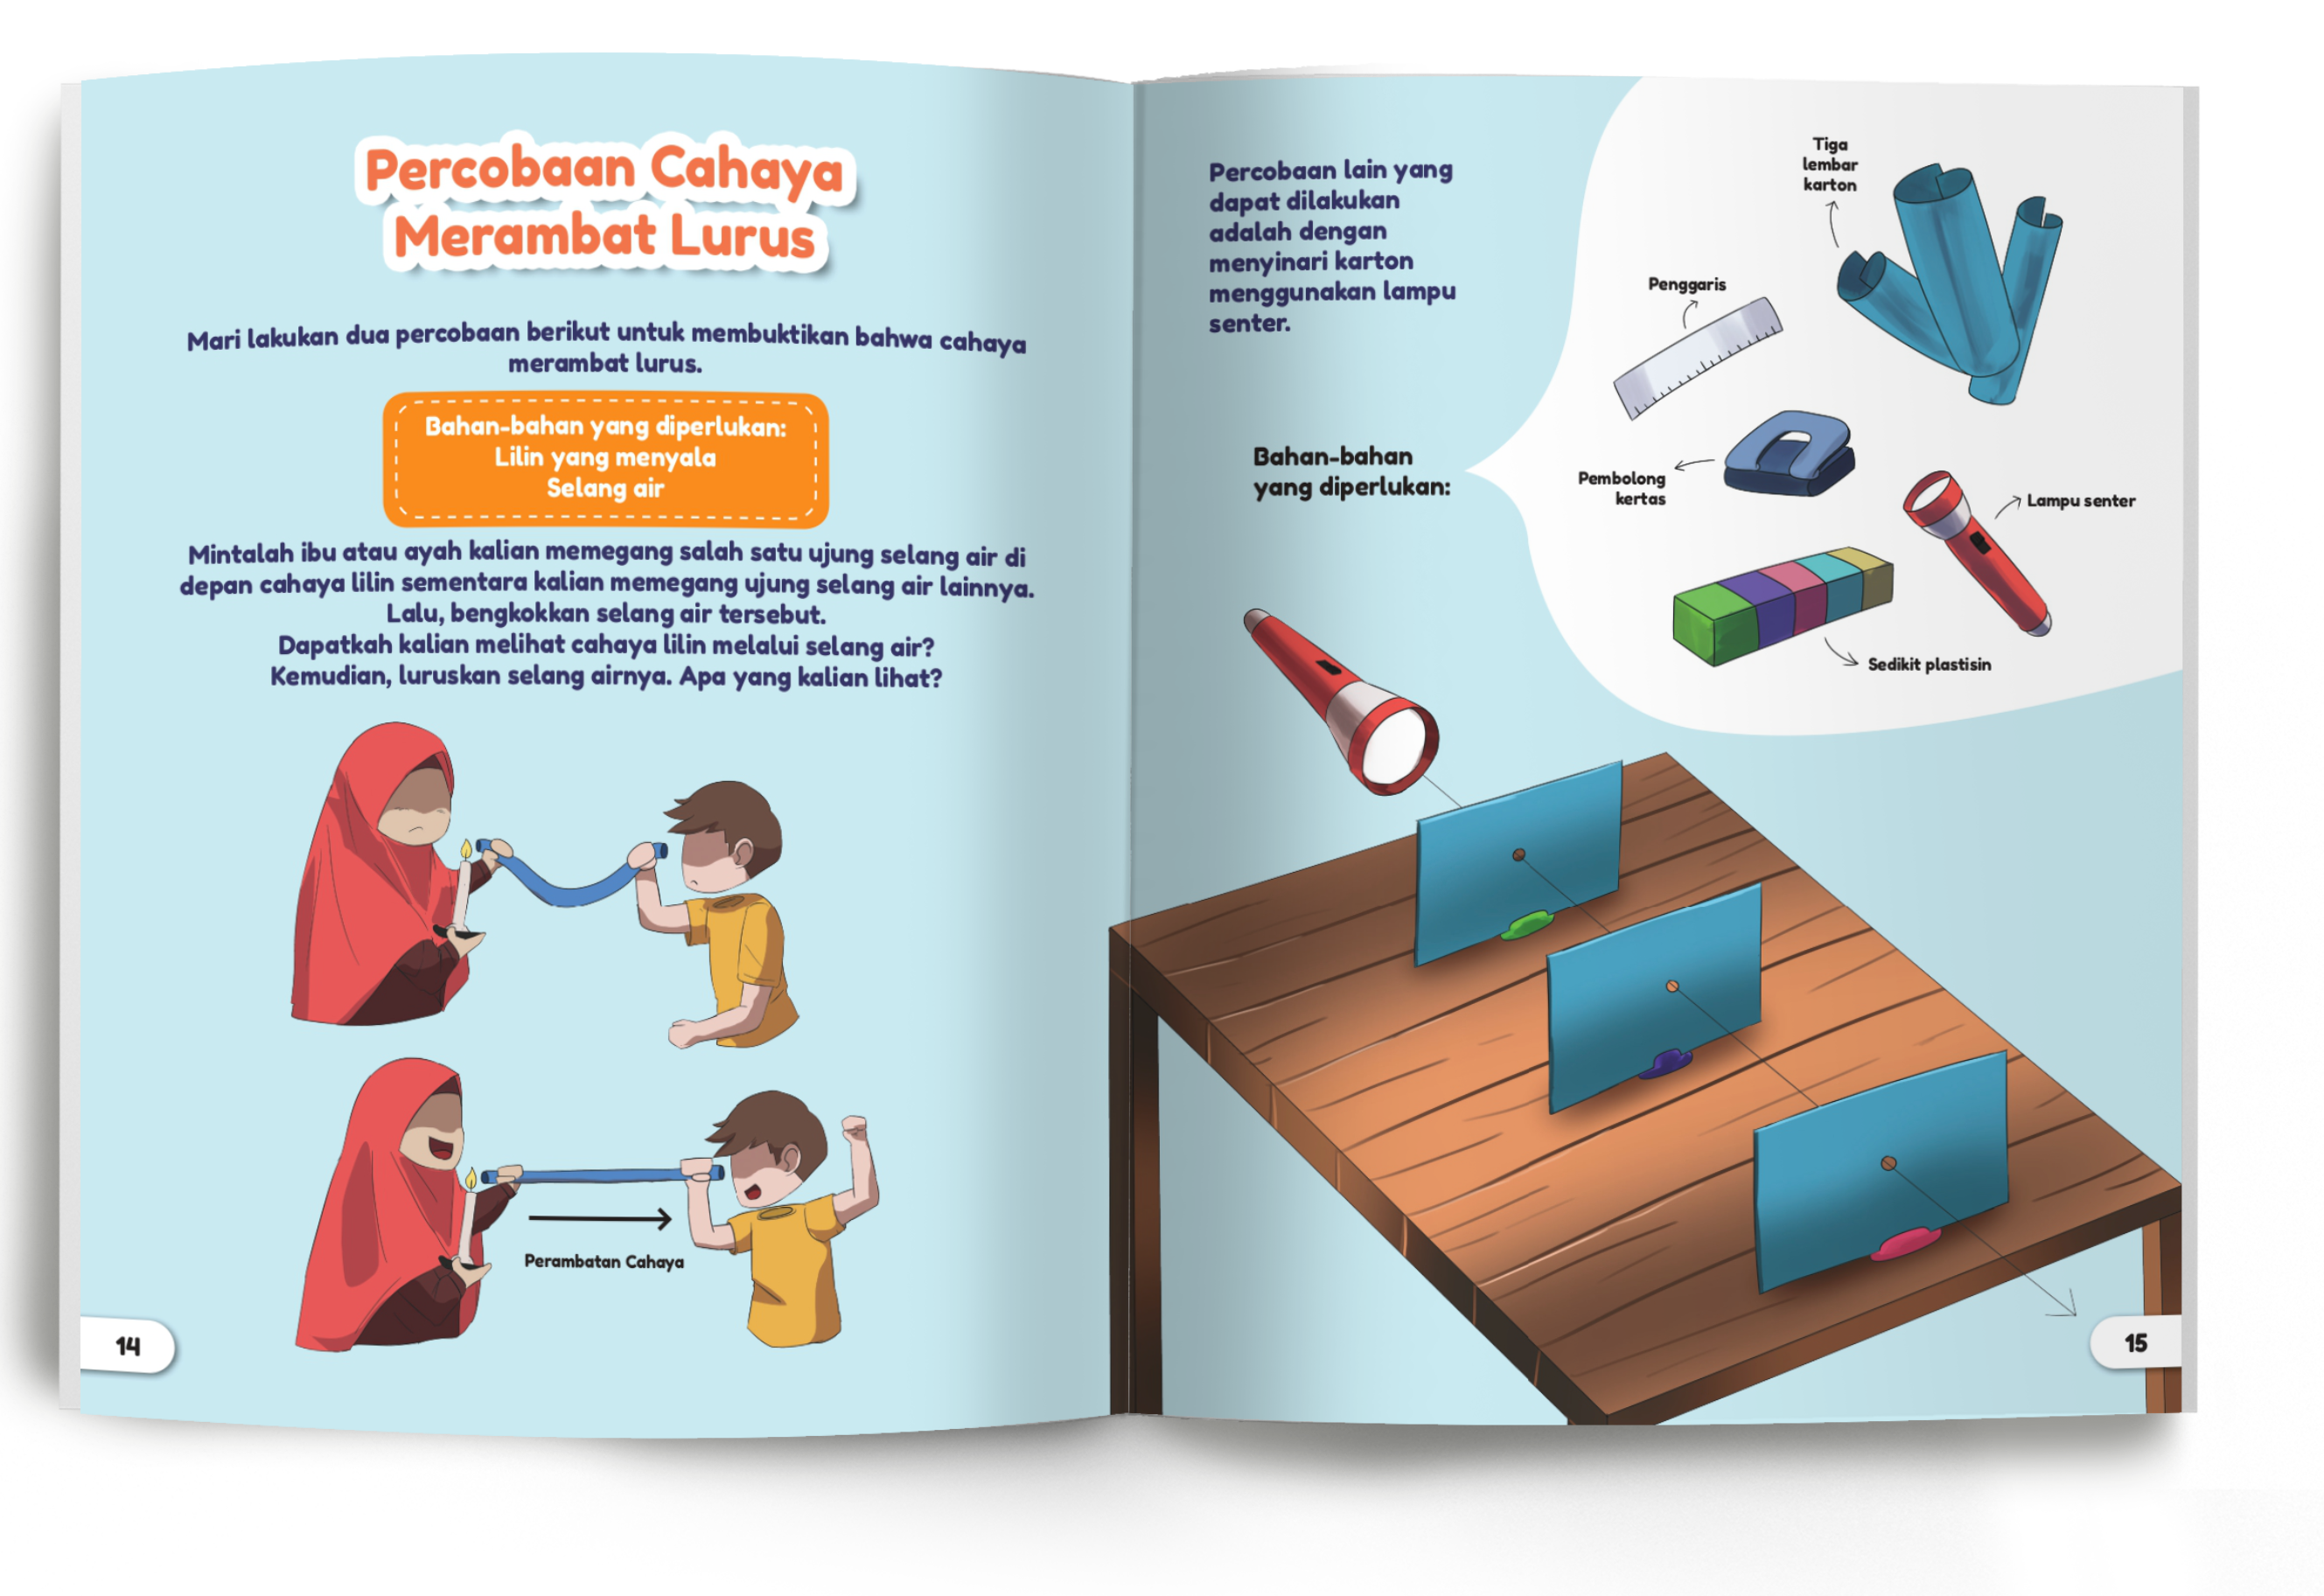 Percobaan Cahaya
Merambat Lurus
Mari lakukan dua percobaan berikut untuk membuktikan bahwa cahaya
merambat lurus.
Bahan-bahan yang diperlukan:
Lilin yang menyala
Selang air
Mintalah ibu atau ayah kalian memegang salah satu ujung selang air di
depan cahaya lilin sementara kalian memegang ujung selang air lainnya.
Lalu, bengkokkan selang air tersebut.
Dapatkah kalian melihat cahaya lilin melalui selang air?
Kemudian, luruskan selang airnya. Apa yang kalian lihat?
Perambatan Cahaya
14
Percobaan lain yang
dapat dilakukan
adalah dengan
menyinari karton
menggunakan lampu
senter.
Bahan-bahan
yang diperlukan:
Tiga
lembar
karton
Penggaris
Pembolong
kertas
Lampu senter
Sedikit plastisin
15